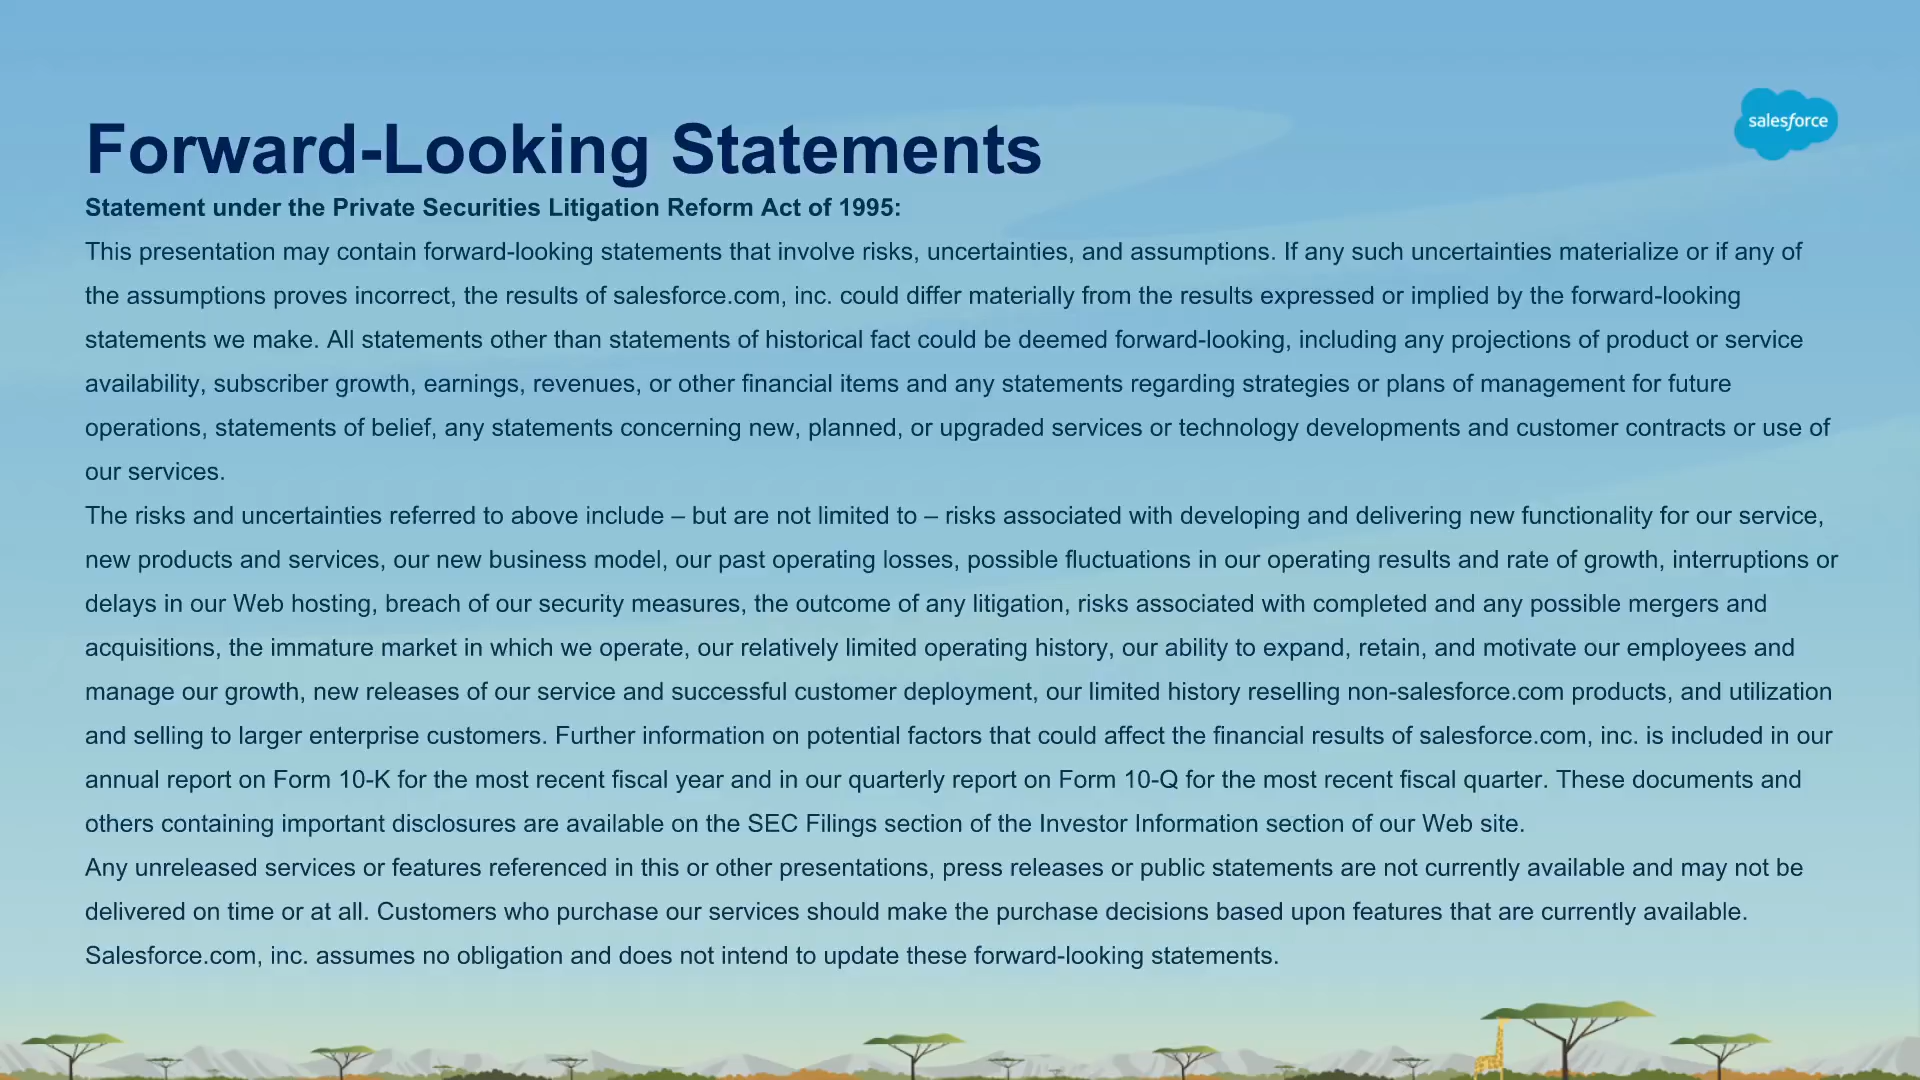 salesforce
Forward-Looking Statements
Statement under the Private Securities Litigation Reform Act of 1995:
This presentation may contain forward-looking statements that involve risks, uncertainties, and assumptions. If any such uncertainties materialize or if any of
the assumptions proves incorrect, the results of salesforce.com, inc. could differ materially from the results expressed or implied by the forward-looking
statements we make. All statements other than statements of historical fact could be deemed forward-looking, including any projections of product or service
availability, subscriber growth, earnings, revenues, or other financial items and any statements regarding strategies or plans of management for future
operations, statements of belief, any statements concerning new, planned, or upgraded services or technology developments and customer contracts or use of
our services.
The risks and uncertainties referred to above include – but are not limited to – risks associated with developing and delivering new functionality for our service,
new products and services, our new business model, our past operating losses, possible fluctuations in our operating results and rate of growth, interruptions or
delays in our Web hosting, breach of our security measures, the outcome of any litigation, risks associated with completed and any possible mergers and
acquisitions, the immature market in which we operate, our relatively limited operating history, our ability to expand, retain, and motivate our employees and
manage our growth, new releases of our service and successful customer deployment, our limited history reselling non-salesforce.com products, and utilization
and selling to larger enterprise customers. Further information on potential factors that could affect the financial results of salesforce.com, inc. is included in our
annual report on Form 10-K for the most recent fiscal year and in our quarterly report on Form 10-Q for the most recent fiscal quarter. These documents and
others containing important disclosures are available on the SEC Filings section of the Investor Information section of our Web site.
Any unreleased services or features referenced in this or other presentations, press releases or public statements are not currently available and may not be
delivered on time or at all. Customers who purchase our services should make the purchase decisions based upon features that are currently available.
Salesforce.com, inc. assumes no obligation and does not intend to update these forward-looking statements.